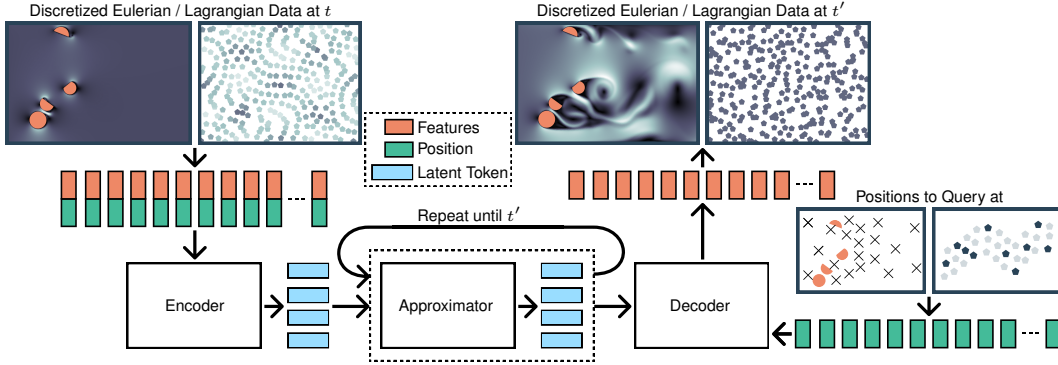 Discretized Eulerian / Lagrangian Data at t
Discretized Eulerian / Lagrangian Data at t′
Features
Position
Latent Token
Positions to Query at
Repeat until t′
Encoder
Approximator
Decoder